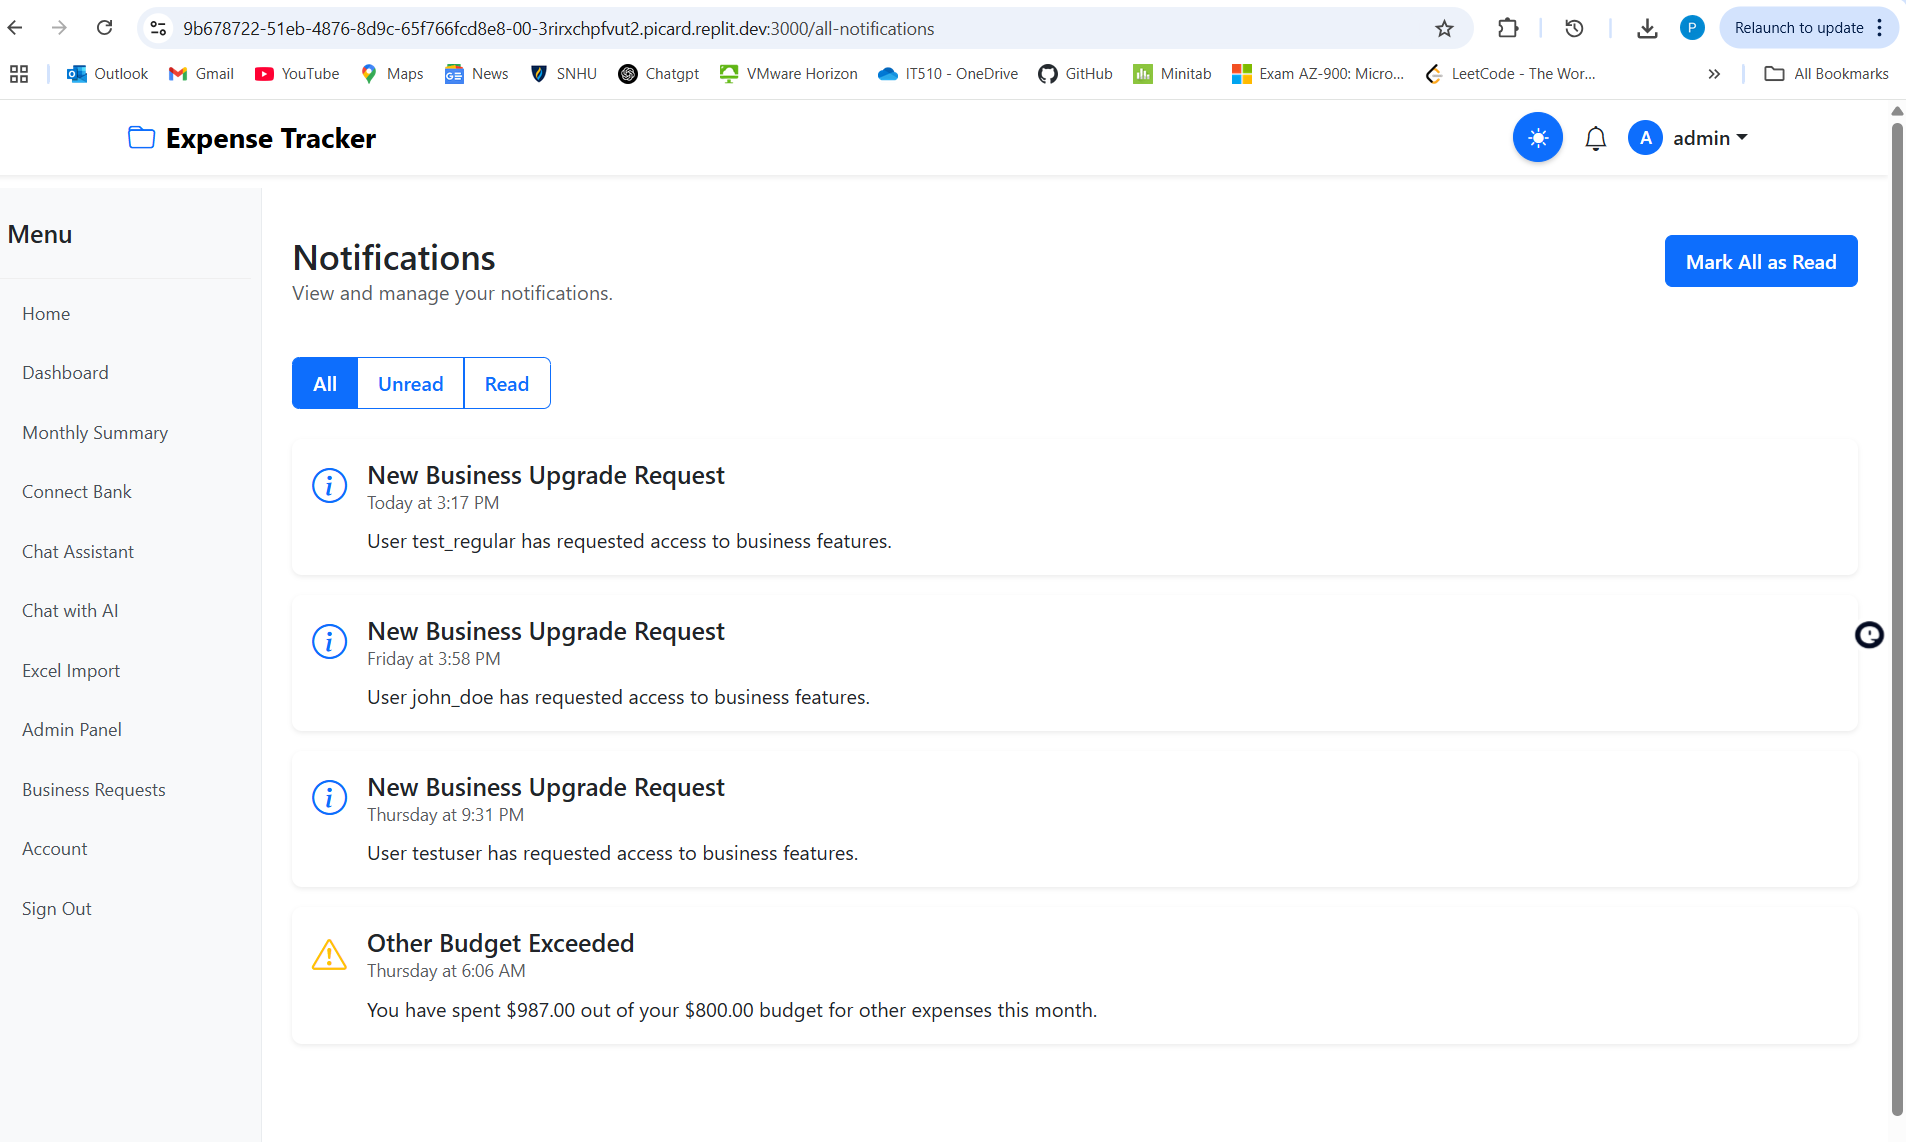 9b678722-51eb-4876-8d9c-65f766fcd8e8-00-3rirxchpfvut2.picard.replit.dev:3000/all-notifications
P
Relaunch to update
Outlook
Gmail
YouTube
Maps
News
SNHU
Chatgpt
VMware Horizon
IT510 - OneDrive
GitHub
Minitab
Exam AZ-900: Micro...
LeetCode - The Wor...
»
All Bookmarks
Expense Tracker
A
admin
Menu
Home
Dashboard
Monthly Summary
Connect Bank
Chat Assistant
Chat with AI
Excel Import
Admin Panel
Business Requests
Account
Sign Out
Notifications
View and manage your notifications.
Mark All as Read
All
Unread
Read
New Business Upgrade Request
Today at 3:17 PM
User test_regular has requested access to business features.
New Business Upgrade Request
Friday at 3:58 PM
User john_doe has requested access to business features.
New Business Upgrade Request
Thursday at 9:31 PM
User testuser has requested access to business features.
Other Budget Exceeded
Thursday at 6:06 AM
You have spent $987.00 out of your $800.00 budget for other expenses this month.